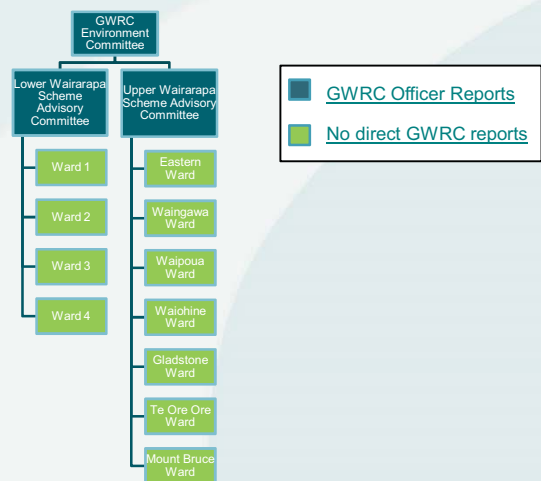 GWRC
Environment
Committee
Lower Wairarapa
Scheme
Advisory
Committee
Upper Wairarapa
Scheme Advisory
Committee
Ward 1
Ward 2
Ward 3
Ward 4
Eastern
Ward
Waingawa
Ward
Waipoua
Ward
Waiohine
Ward
Gladstone
Ward
Te Ore Ore
Ward
Mount Bruce
Ward
GWRC Officer Reports
No direct GWRC reports